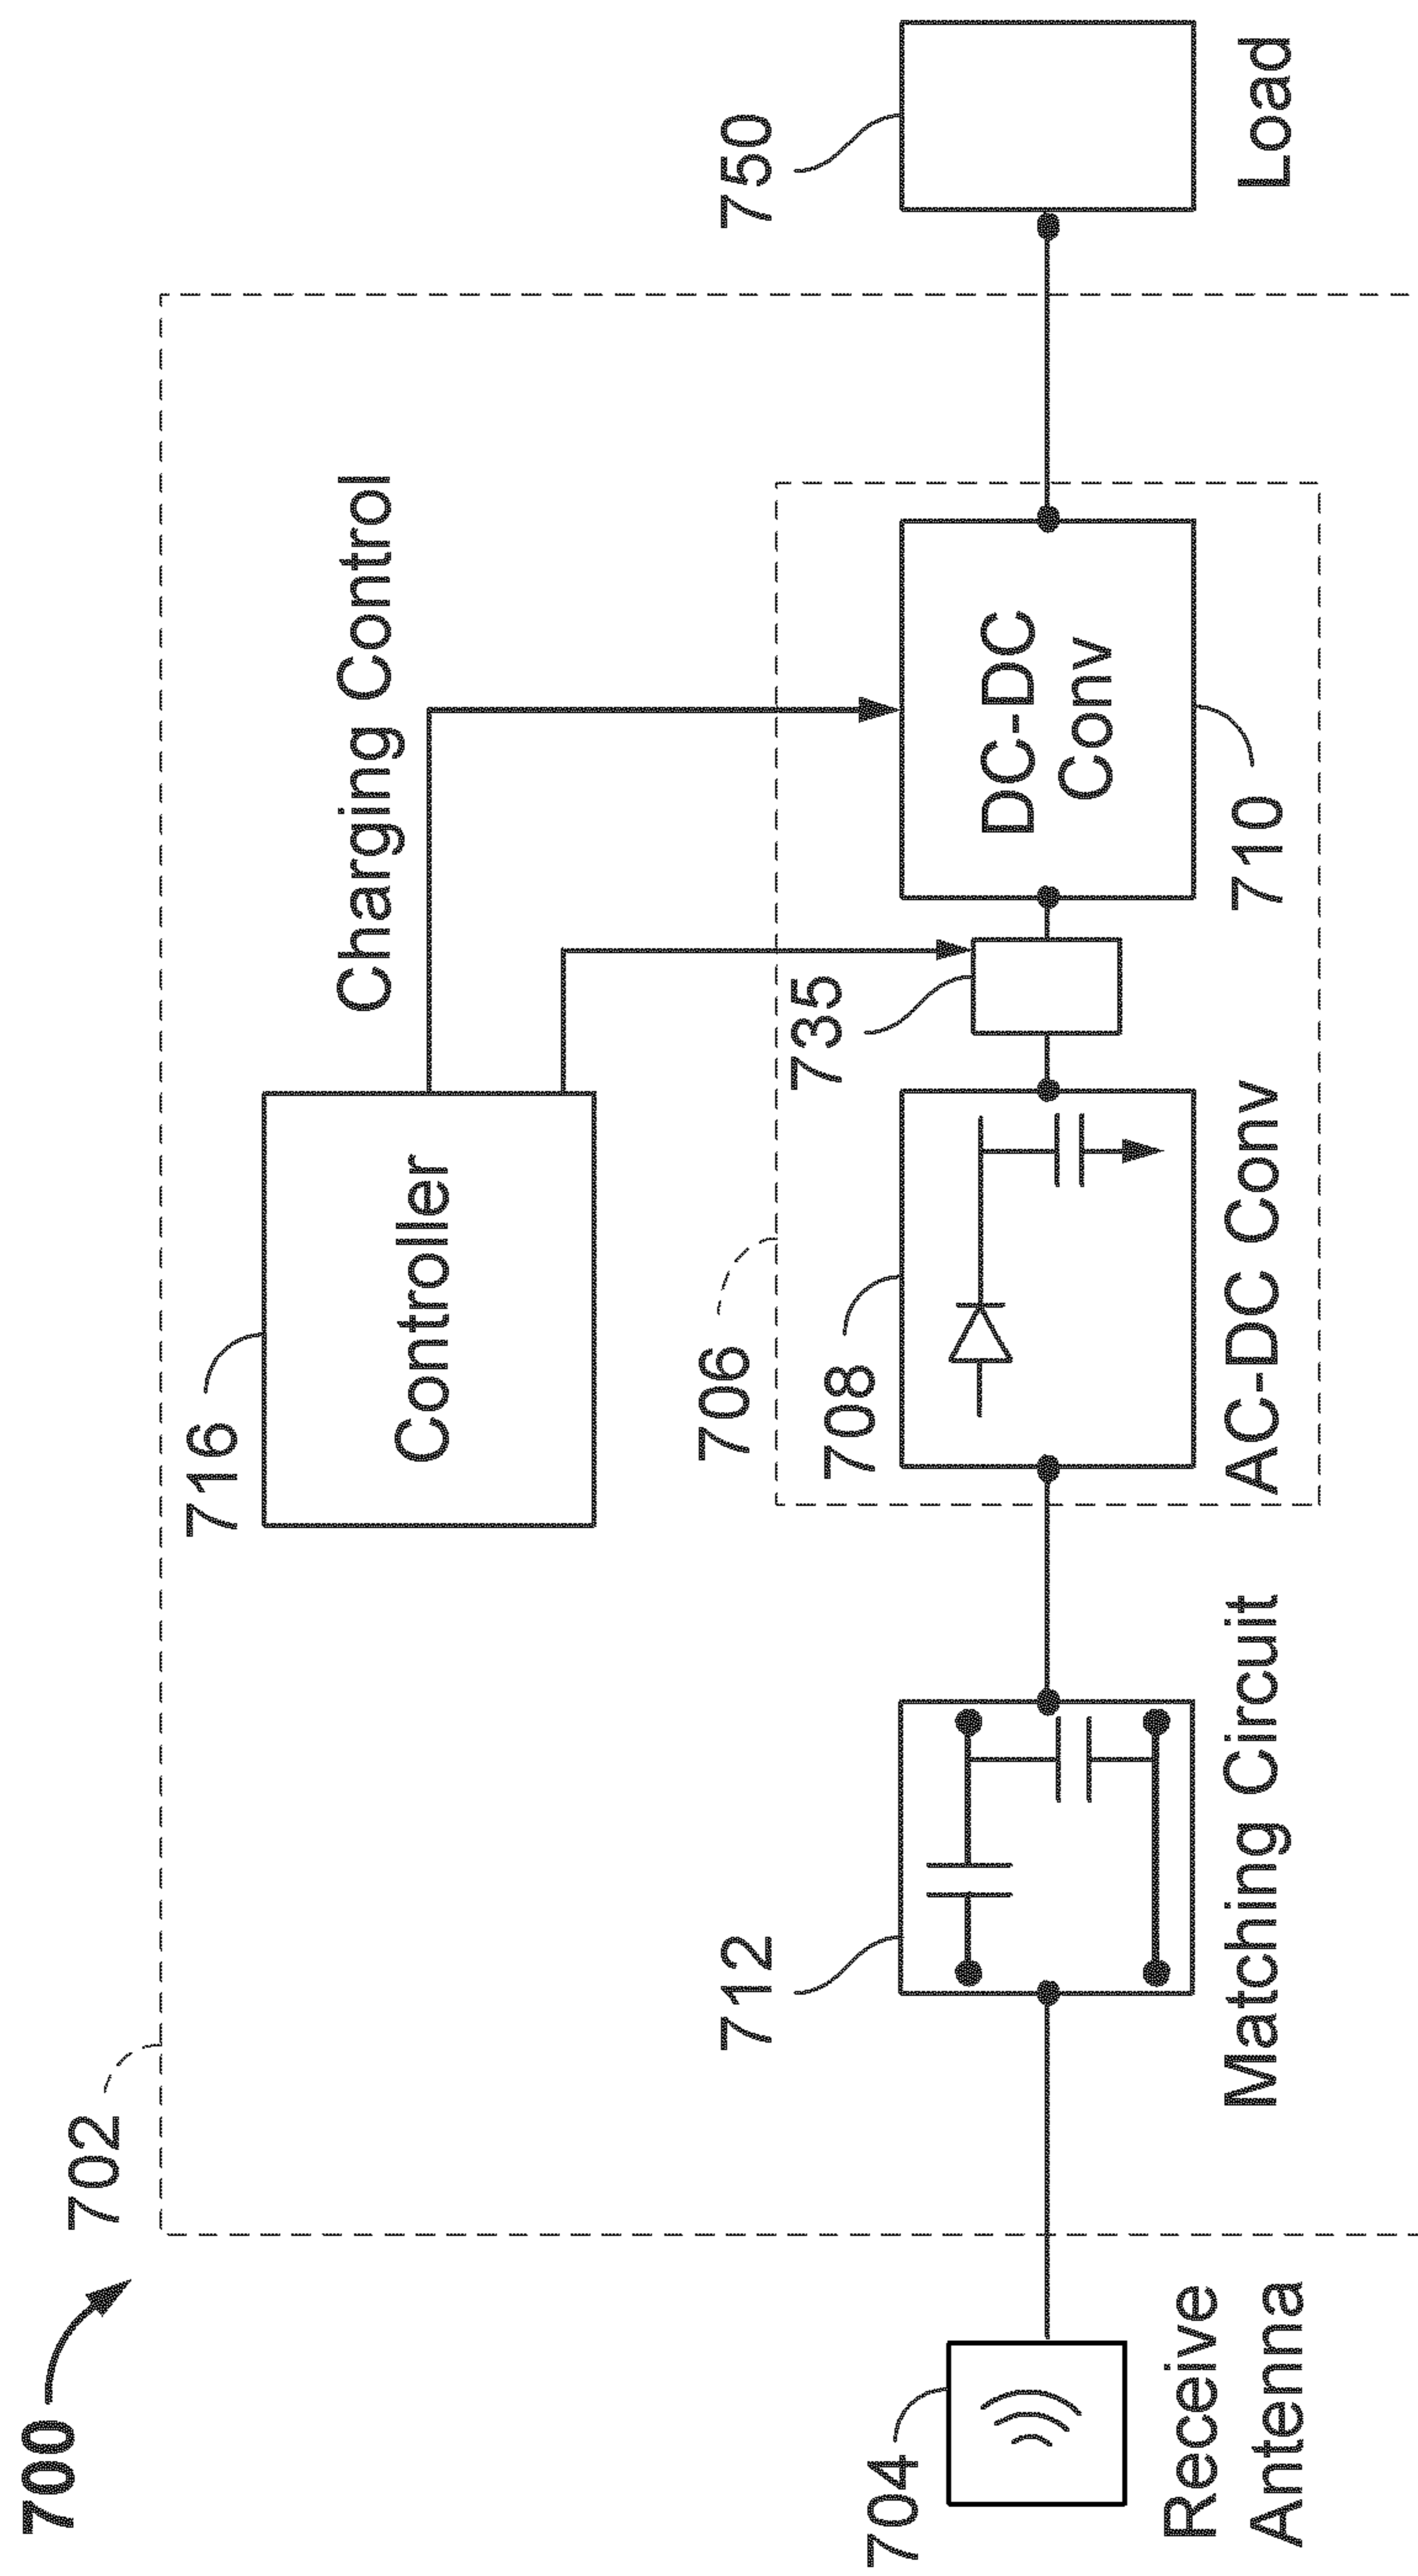 700
702
716
Controller
Charging Control
706
704
712
708
735
750
DC-DC
Conv
710
Receive
Antenna
Matching Circuit
AC-DC Conv
Load